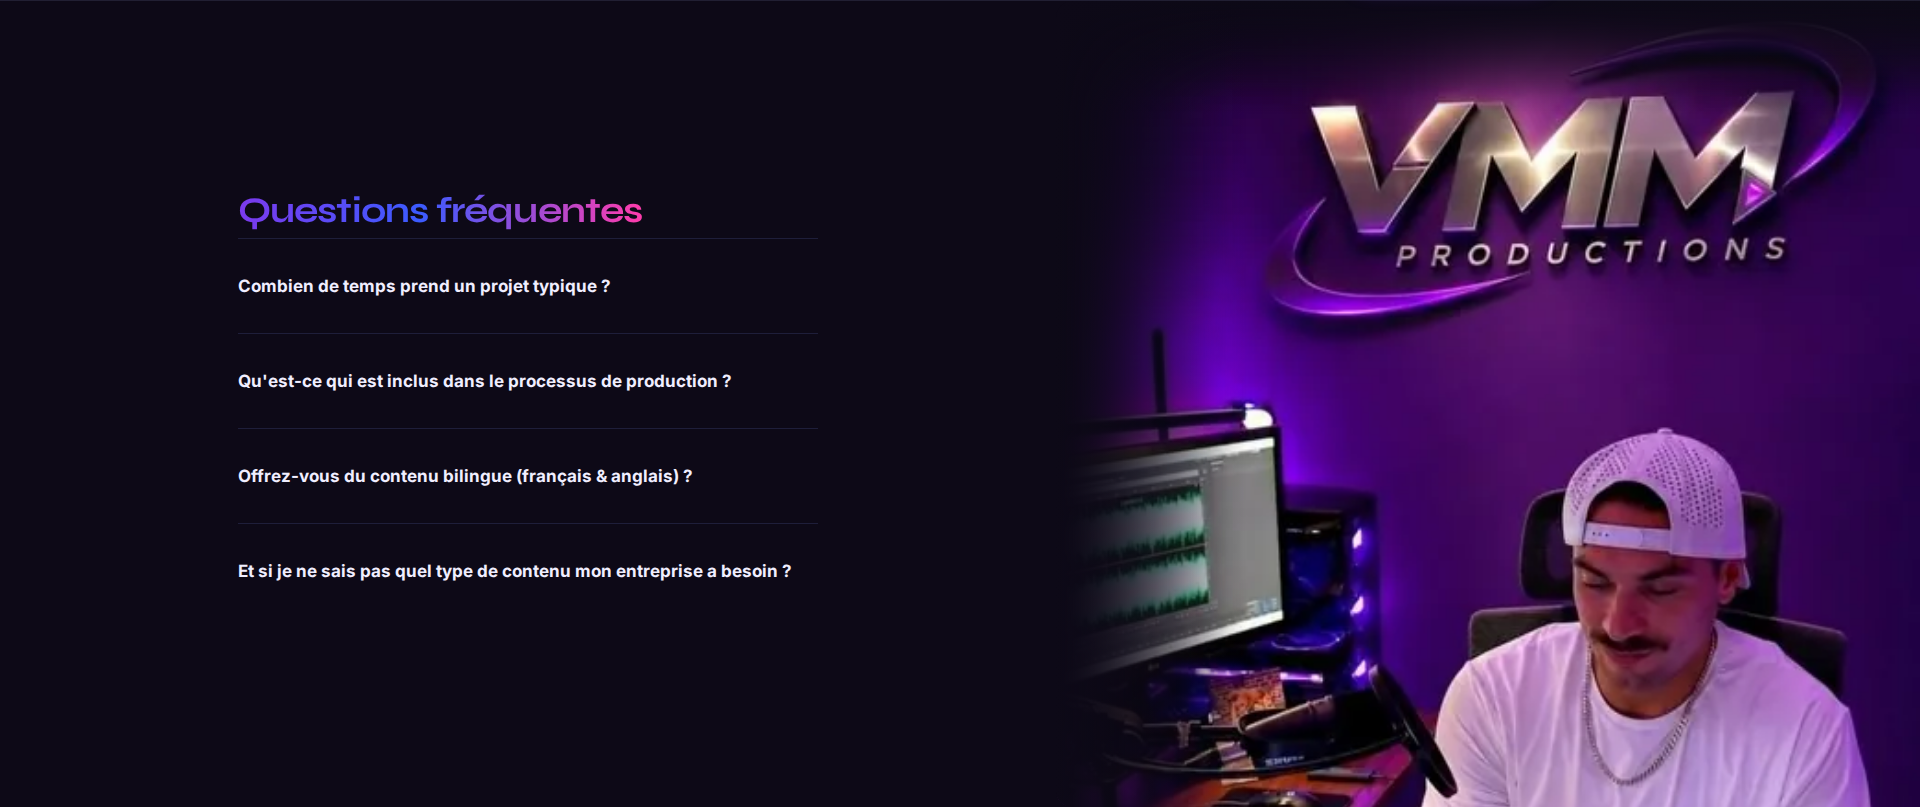 Questions fréquentes
Combien de temps prend un projet typique ?
Qu'est-ce qui est inclus dans le processus de production ?
Offrez-vous du contenu bilingue (français & anglais) ?
Et si je ne sais pas quel type de contenu mon entreprise a besoin ?
VMM
PRODUCTIONS